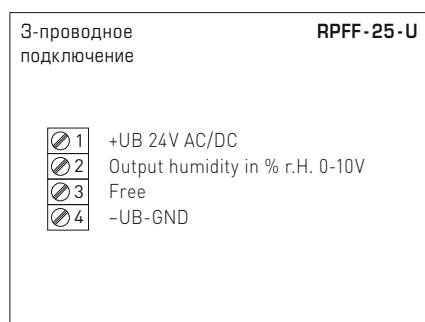 3-проводное RPFF-25-U
подключение
1 +UB 24V AC/DC
2 Output humidity in % r.H. 0-10V
3 Free
4 –UB-GND